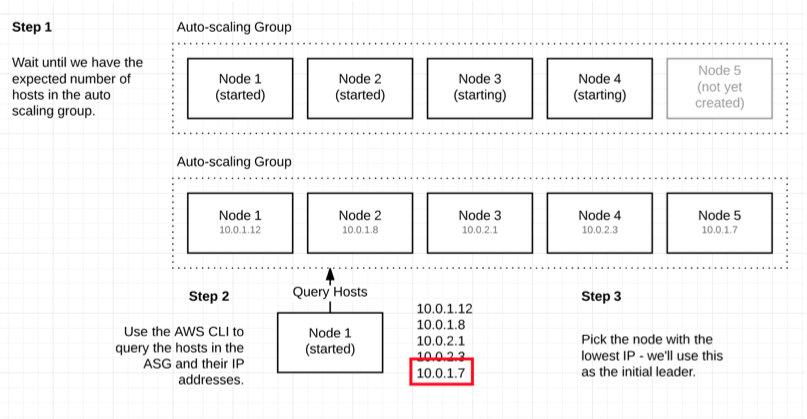 Step 1
Auto-scaling Group
Wait until we have the
expected number of
hosts in the auto
scaling group.
Node 1
(started)
Node 2
(started)
Node 3
(starting)
Node 4
(starting)
Node 5
(not yet
created)
Auto-scaling Group
Node 1
10.0.1.12
Node 2
10.0.1.8
Node 3
10.0.2.1
Node 4
10.0.2.3
Node 5
10.0.1.7
Step 2
Use the AWS CLI to
query the hosts in the
ASG and their IP
addresses.
Query Hosts
Node 1
(started)
10.0.1.12
10.0.1.8
10.0.2.1
10.0.2.3
10.0.1.7
Step 3
Pick the node with the
lowest IP - we'll use this
as the initial leader.